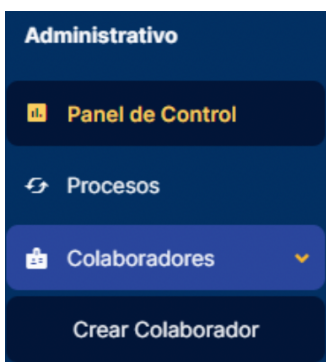 Administrativo
Panel de Control
Procesos
Colaboradores
Crear Colaborador